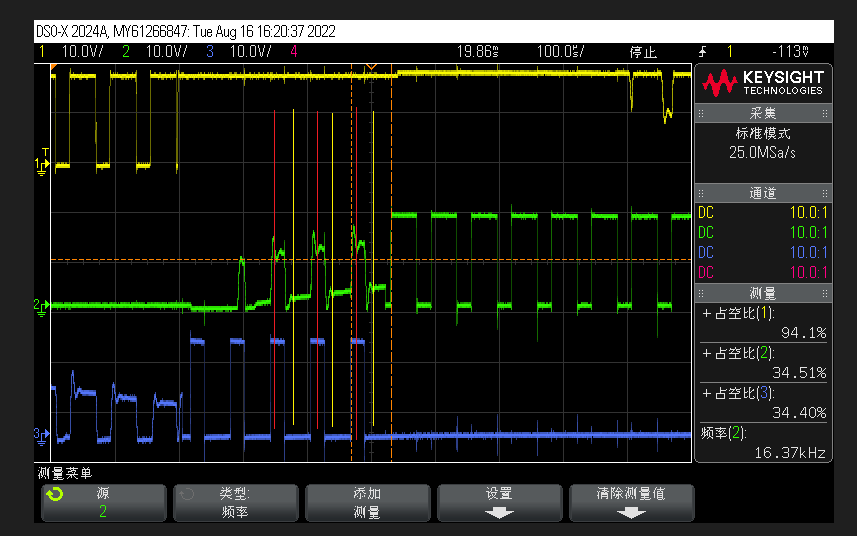 DSO-X 2024A, MY61266847: Tue Aug 16 16:20:37 2022
1 10.0V/ 2 10.0V/ 3 10.0V/ 4 19.86ms 100.0us/ 停止 1 -113V
KEYSIGHT
TECHNOLOGIES
采集
标准模式
25.0MSa/s
通道
DC 10.0:1
DC 10.0:1
DC 10.0:1
DC 10.0:1
测量
+占空比(1):
94.1%
+占空比(2):
34.51%
+占空比(3):
34.40%
频率(2):
16.37kHz
T
1
2
3
测量菜单
源
2
类型:
频率
添加
测量
设置
清除测量值